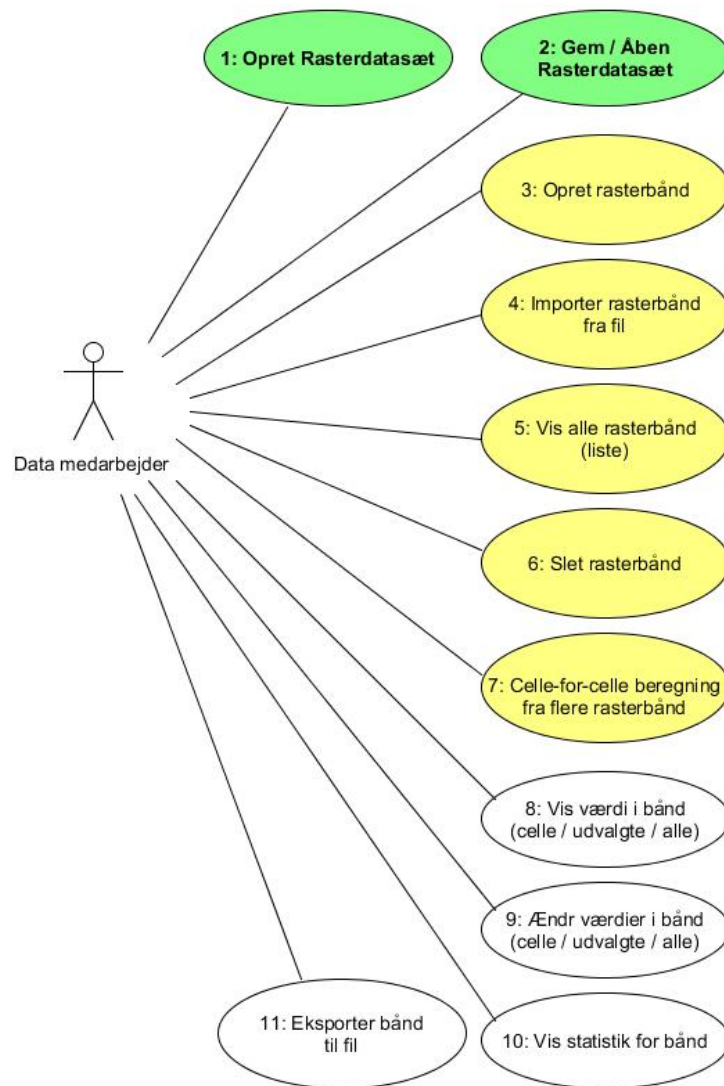 1: Opret Rasterdatasæt
2: Gem / Åben
Rasterdatasæt
3: Opret rasterbånd
4: Importer rasterbånd
fra fil
5: Vis alle rasterbånd
(liste)
Data medarbejder
6: Slet rasterbånd
7: Celle-for-celle beregning
fra flere rasterbånd
8: Vis værdi i bånd
(celle / udvalgte / alle)
9: Ændr værdier i bånd
(celle / udvalgte / alle)
11: Eksporter bånd
til fil
10: Vis statistik for bånd